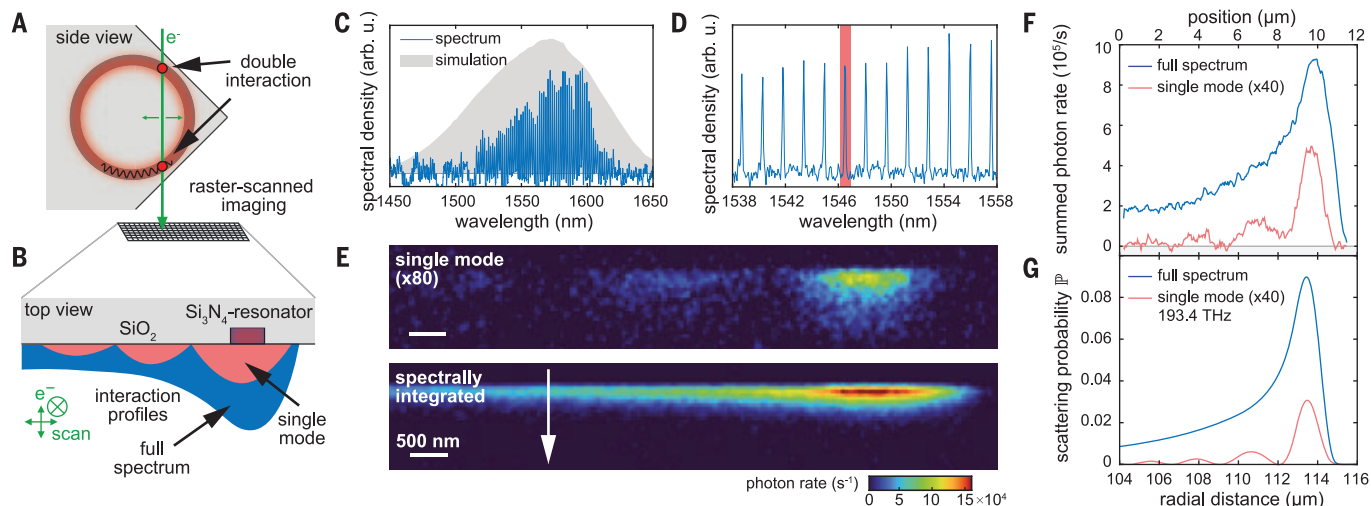 A
side view
e-
double
interaction
raster-scanned
imaging
B
top view
SiO2
Si3N4-resonator
e−
scan
interaction
profiles
full
spectrum
single
mode
C
spectral density (arb. u.)
spectrum
simulation
1450 1500 1550 1600 1650
wavelength (nm)
D
spectral density (arb. u.)
1538 1542 1546 1550 1554 1558
wavelength (nm)
E
single mode
(x80)
spectrally
integrated
500 nm
photon rate (s⁻¹)
0 5 10 15×10⁴
F
position (μm)
0 2 4 6 8 10 12
summed photon rate (10⁵/s)
10
8
6
4
2
0
full spectrum
single mode (x40)
G
scattering probability ℙ
0.08
0.06
0.04
0.02
0
full spectrum
single mode (x40)
193.4 THz
104 106 108 110 112 114 116
radial distance (μm)